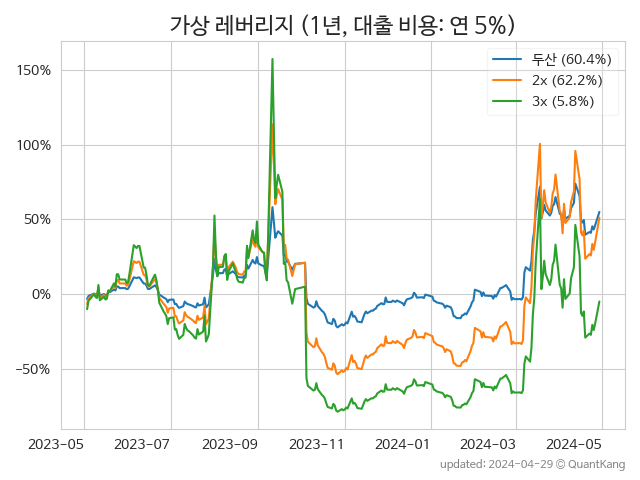 가상 레버리지 (1년, 대출 비용: 연 5%)
두산 (60.4%)
2x (62.2%)
3x (5.8%)
150%
100%
50%
0%
−50%
2023-05
2023-07
2023-09
2023-11
2024-01
2024-03
2024-05
updated: 2024-04-29 © QuantKang